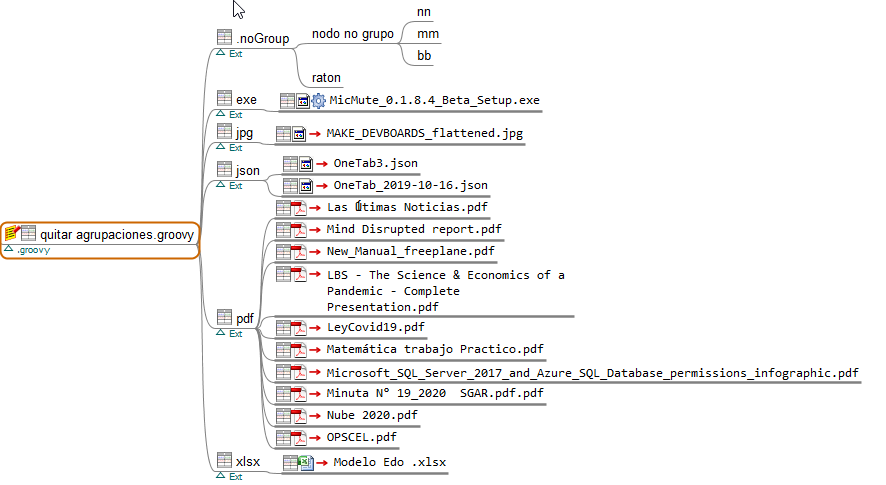 nn
.noGroup
nodo no grupo
mm
Ext
bb
raton
exe
MicMute_0.1.8.4_Beta_Setup.exe
Ext
jpg
MAKE_DEVBOARDS_flattened.jpg
Ext
json
OneTab3.json
Ext
OneTab_2019-10-16.json
quitar agrupaciones.groovy
.groovy
Las Útimas Noticias.pdf
Mind Disrupted report.pdf
New_Manual_freeplane.pdf
LBS - The Science & Economics of a
Pandemic - Complete
Presentation.pdf
pdf
Ext
LeyCovid19.pdf
Matemática trabajo Practico.pdf
Microsoft_SQL_Server_2017_and_Azure_SQL_Database_permissions_infographic.pdf
Minuta N° 19_2020  SGAR.pdf.pdf
Nube 2020.pdf
OPSCEL.pdf
xlsx
Modelo Edo .xlsx
Ext